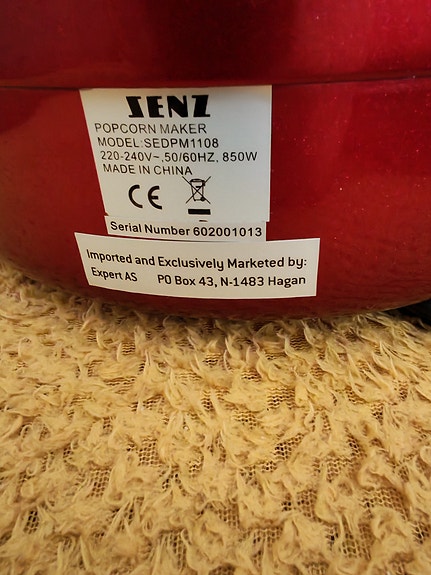 SENZ
POPCORN MAKER
MODEL:SEDPM1108
220-240V~,50/60HZ, 850W
MADE IN CHINA
CE
Serial Number 602001013
Imported and Exclusively Marketed by:
Expert AS PO Box 43, N-1483 Hagan